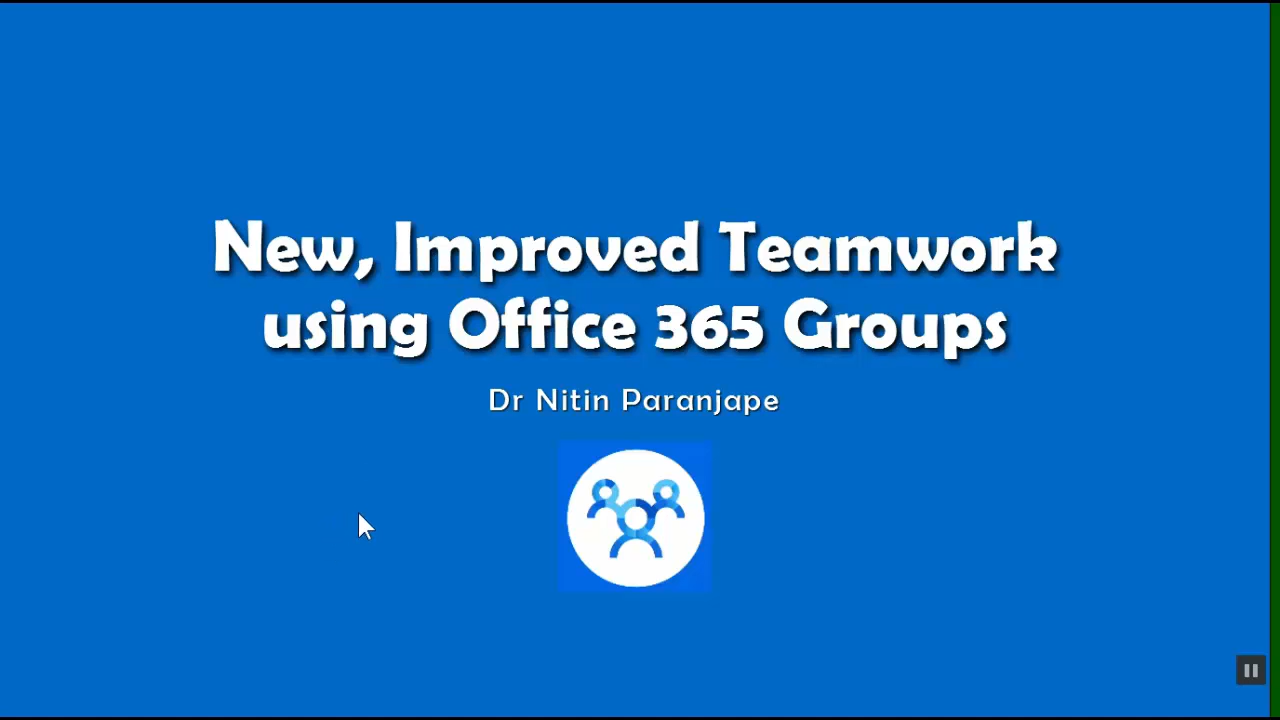 New, Improved Teamwork
using Office 365 Groups
Dr Nitin Paranjape